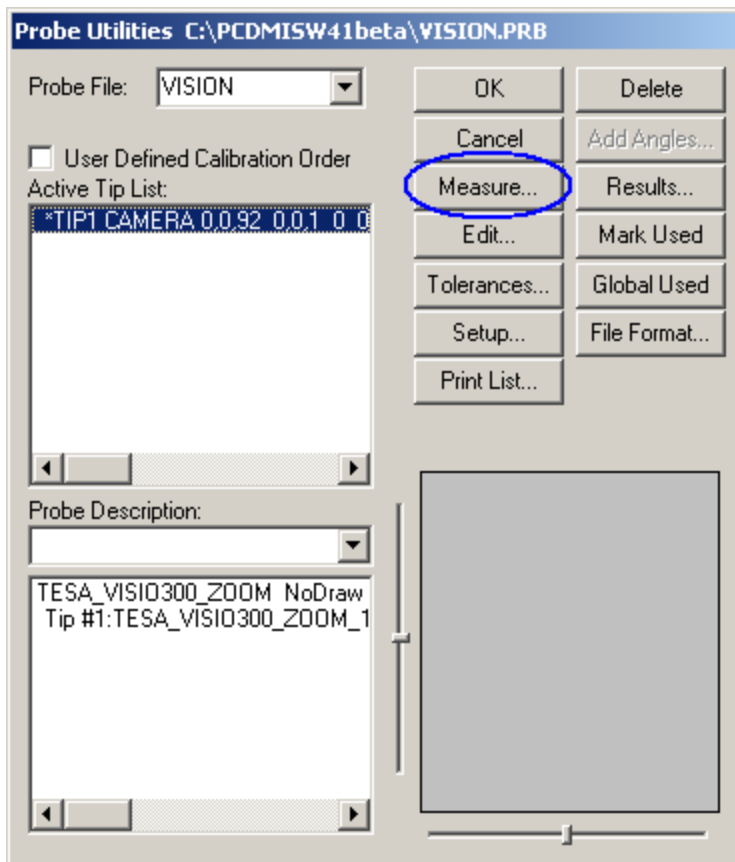 Probe Utilities C:\PCDMISW41beta\VISION.PRB
Probe File: VISION
User Defined Calibration Order
Active Tip List:
*TIP1 CAMERA 0,0,92 0,0,1 0 0
OK
Delete
Cancel
Add Angles...
Measure...
Results...
Edit...
Mark Used
Tolerances...
Global Used
Setup...
File Format...
Print List...
Probe Description:
TESA_VISIO300_ZOOM NoDraw
Tip #1:TESA_VISIO300_ZOOM_1